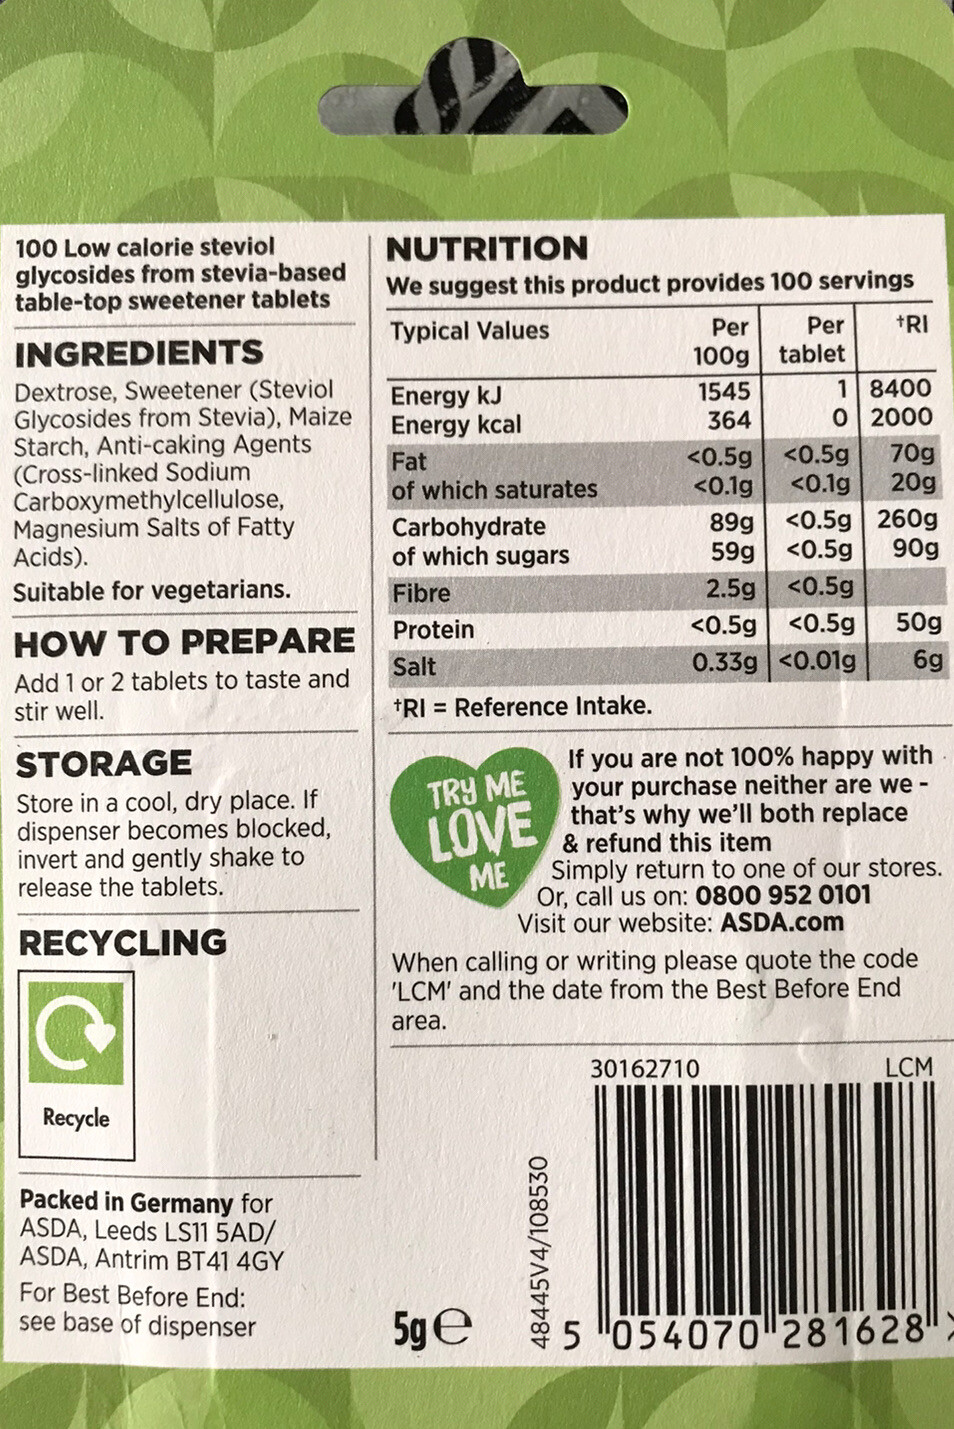 100 Low calorie steviol
glycosides from stevia-based
table-top sweetener tablets
INGREDIENTS
Dextrose, Sweetener (Steviol
Glycosides from Stevia), Maize
Starch, Anti-caking Agents
(Cross-linked Sodium
Carboxymethylcellulose,
Magnesium Salts of Fatty
Acids).
Suitable for vegetarians.
HOW TO PREPARE
Add 1 or 2 tablets to taste and
stir well.
STORAGE
Store in a cool, dry place. If
dispenser becomes blocked,
invert and gently shake to
release the tablets.
RECYCLING
Recycle
Packed in Germany for
ASDA, Leeds LS11 5AD/
ASDA, Antrim BT41 4GY
For Best Before End:
see base of dispenser
NUTRITION
We suggest this product provides 100 servings
Typical Values Per 100g Per tablet †RI
Energy kJ 1545 1 8400
Energy kcal 364 0 2000
Fat <0.5g <0.5g 70g
of which saturates <0.1g <0.1g 20g
Carbohydrate 89g <0.5g 260g
of which sugars 59g <0.5g 90g
Fibre 2.5g <0.5g
Protein <0.5g <0.5g 50g
Salt 0.33g <0.01g 6g
†RI = Reference Intake.
TRY ME
LOVE
ME
If you are not 100% happy with
your purchase neither are we -
that's why we'll both replace
& refund this item
Simply return to one of our stores.
Or, call us on: 0800 952 0101
Visit our website: ASDA.com
When calling or writing please quote the code
'LCM' and the date from the Best Before End
area.
30162710 LCM
48445V4/108530
5g e
5 054070 281628 >